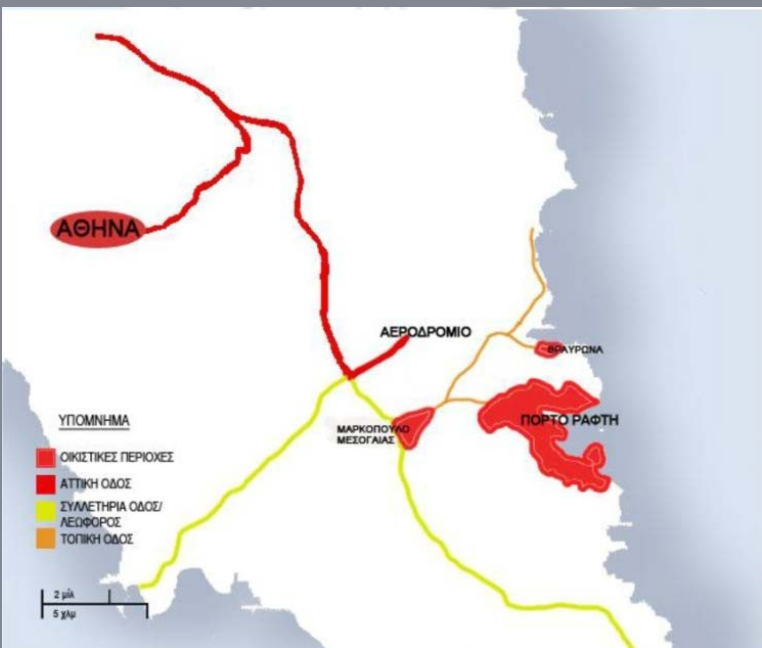 ΑΘΗΝΑ
ΑΕΡΟΔΡΟΜΙΟ
ΒΡΑΥΡΩΝΑ
ΠΟΡΤΟ ΡΑΦΤΗ
ΜΑΡΚΟΠΟΥΛΟ
ΜΕΣΟΓΑΙΑΣ
ΥΠΟΜΝΗΜΑ
ΟΙΚΙΣΤΙΚΕΣ ΠΕΡΙΟΧΕΣ
ΑΤΤΙΚΗ ΟΔΟΣ
ΣΥΛΛΕΤΗΡΙΑ ΟΔΟΣ/
ΛΕΩΦΟΡΟΣ
ΤΟΠΙΚΗ ΟΔΟΣ
2 μίλ
5 χλμ